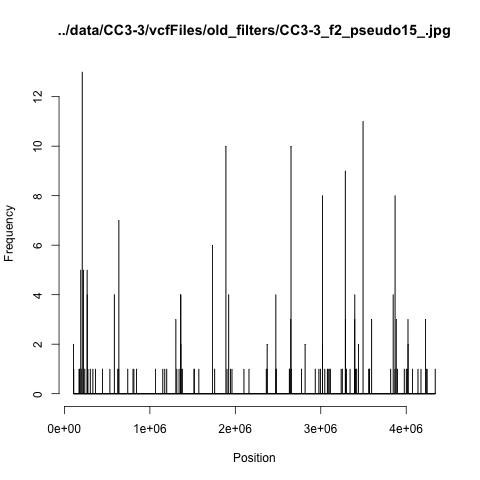 ../data/CC3-3/vcfFiles/old_filters/CC3-3_f2_pseudo15_.jpg
Frequency
12
10
8
6
4
2
0
0e+00 1e+06 2e+06 3e+06 4e+06
Position